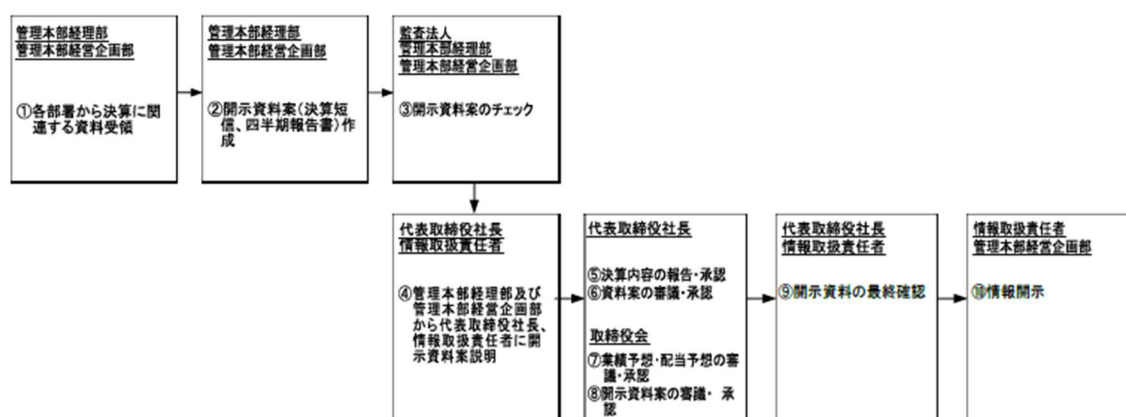 管理本部経理部
管理本部経営企画部
①各部署から決算に関
連する資料受領
管理本部経理部
管理本部経営企画部
②開示資料案(決算短
信、四半期報告書)作
成
監査法人
管理本部経理部
管理本部経営企画部
③開示資料案のチェック
代表取締役社長
情報取扱責任者
④管理本部経理部及び
管理本部経営企画部
から代表取締役社長、
情報取扱責任者に開
示資料案説明
代表取締役社長
⑤決算内容の報告・承認
⑥資料案の審議・承認
取締役会
⑦業績予想・配当予想の審
議・承認
⑧開示資料案の審議・ 承
認
代表取締役社長
情報取扱責任者
⑨開示資料の最終確認
情報取扱責任者
管理本部経営企画部
⑩情報開示